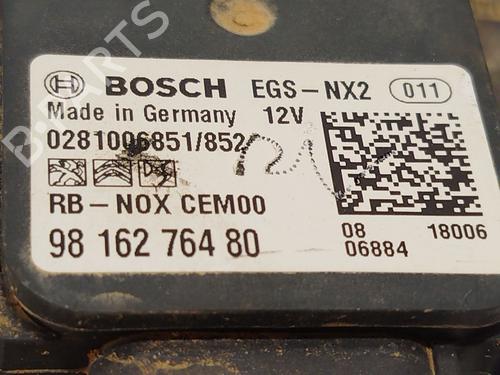 BOSCH EGS-NX2 011
Made in Germany 12V
0281006851/852
RB-NOX CEM00
98 162 764 80
08 18006
06884
B-PARTS